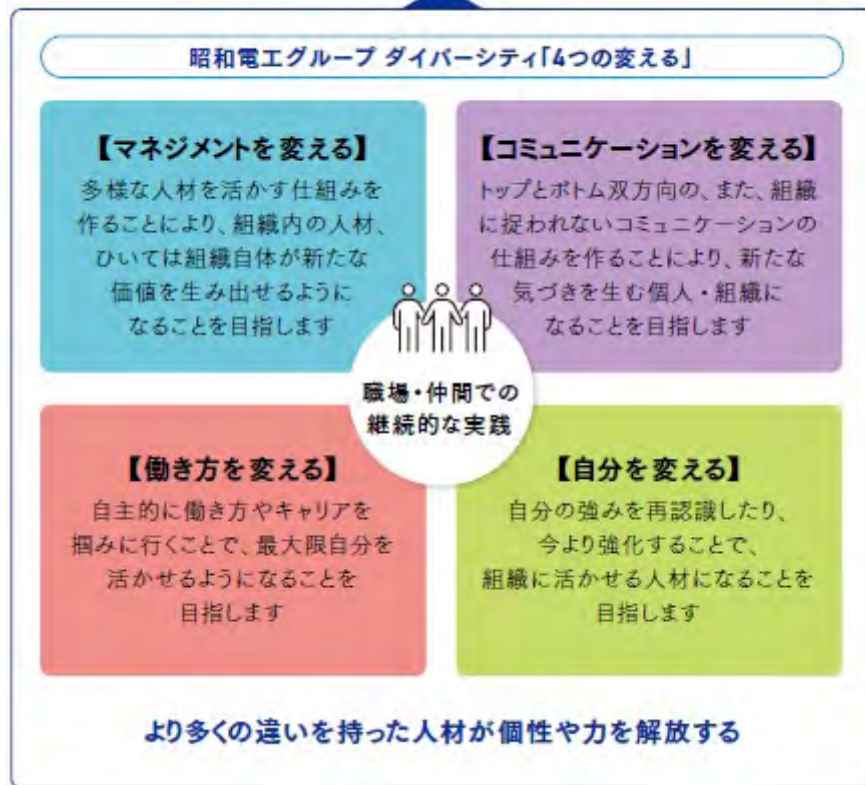 昭和電工グループ ダイバーシティ「4つの変える」
【マネジメントを変える】
多様な人材を活かす仕組みを
作ることにより、組織内の人材、
ひいては組織自体が新たな
価値を生み出せるように
なることを目指します
【コミュニケーションを変える】
トップとボトム双方向の、また、組織
に捉われないコミュニケーションの
仕組みを作ることにより、新たな
気づきを生む個人・組織に
なることを目指します
職場・仲間での
継続的な実践
【働き方を変える】
自主的に働き方やキャリアを
掴みに行くことで、最大限自分を
活かせるようになることを
目指します
【自分を変える】
自分の強みを再認識したり、
今より強化することで、
組織に活かせる人材になることを
目指します
より多くの違いを持った人材が個性や力を解放する